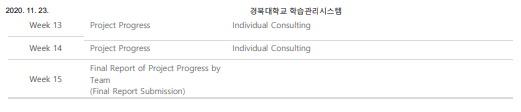 2020. 11. 23. 경북대학교 학습관리시스템
Week 13 Project Progress Individual Consulting
Week 14 Project Progress Individual Consulting
Week 15 Final Report of Project Progress by
Team
(Final Report Submission)